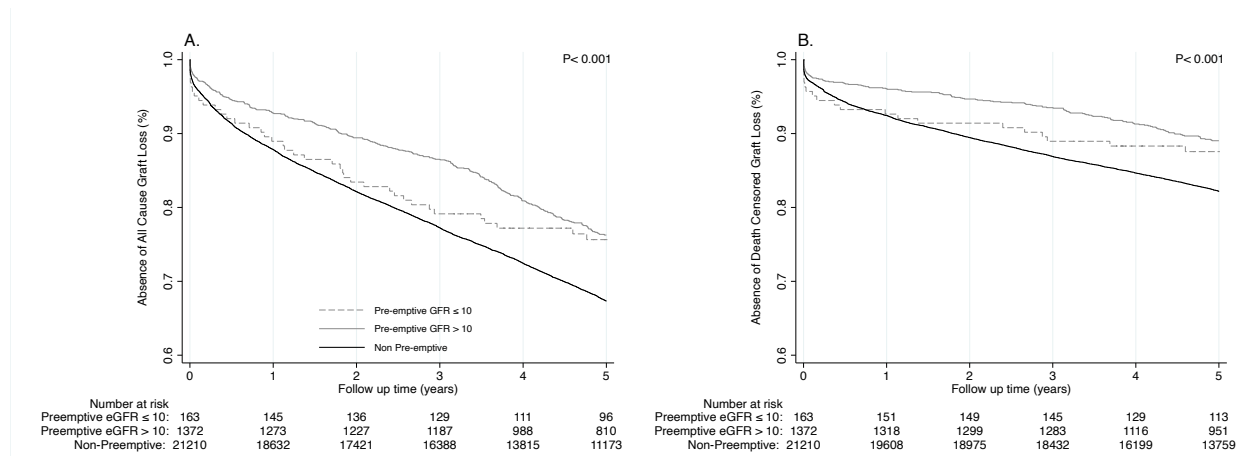 A.
P< 0.001
Absence of All Cause Graft Loss (%)
1.0
0.9
0.8
0.7
0.6
Pre-emptive GFR ≤ 10
Pre-emptive GFR > 10
Non Pre-emptive
0 1 2 3 4 5
Follow up time (years)
Number at risk
Preemptive eGFR ≤ 10: 163 145 136 129 111 96
Preemptive eGFR > 10: 1372 1273 1227 1187 988 810
Non-Preemptive: 21210 18632 17421 16388 13815 11173
B.
P< 0.001
Absence of Death Censored Graft Loss (%)
1.0
0.9
0.8
0.7
0.6
0 1 2 3 4 5
Follow up time (years)
Number at risk
Preemptive eGFR ≤ 10: 163 151 149 145 129 113
Preemptive eGFR > 10: 1372 1318 1299 1283 1116 951
Non-Preemptive: 21210 19608 18975 18432 16199 13759